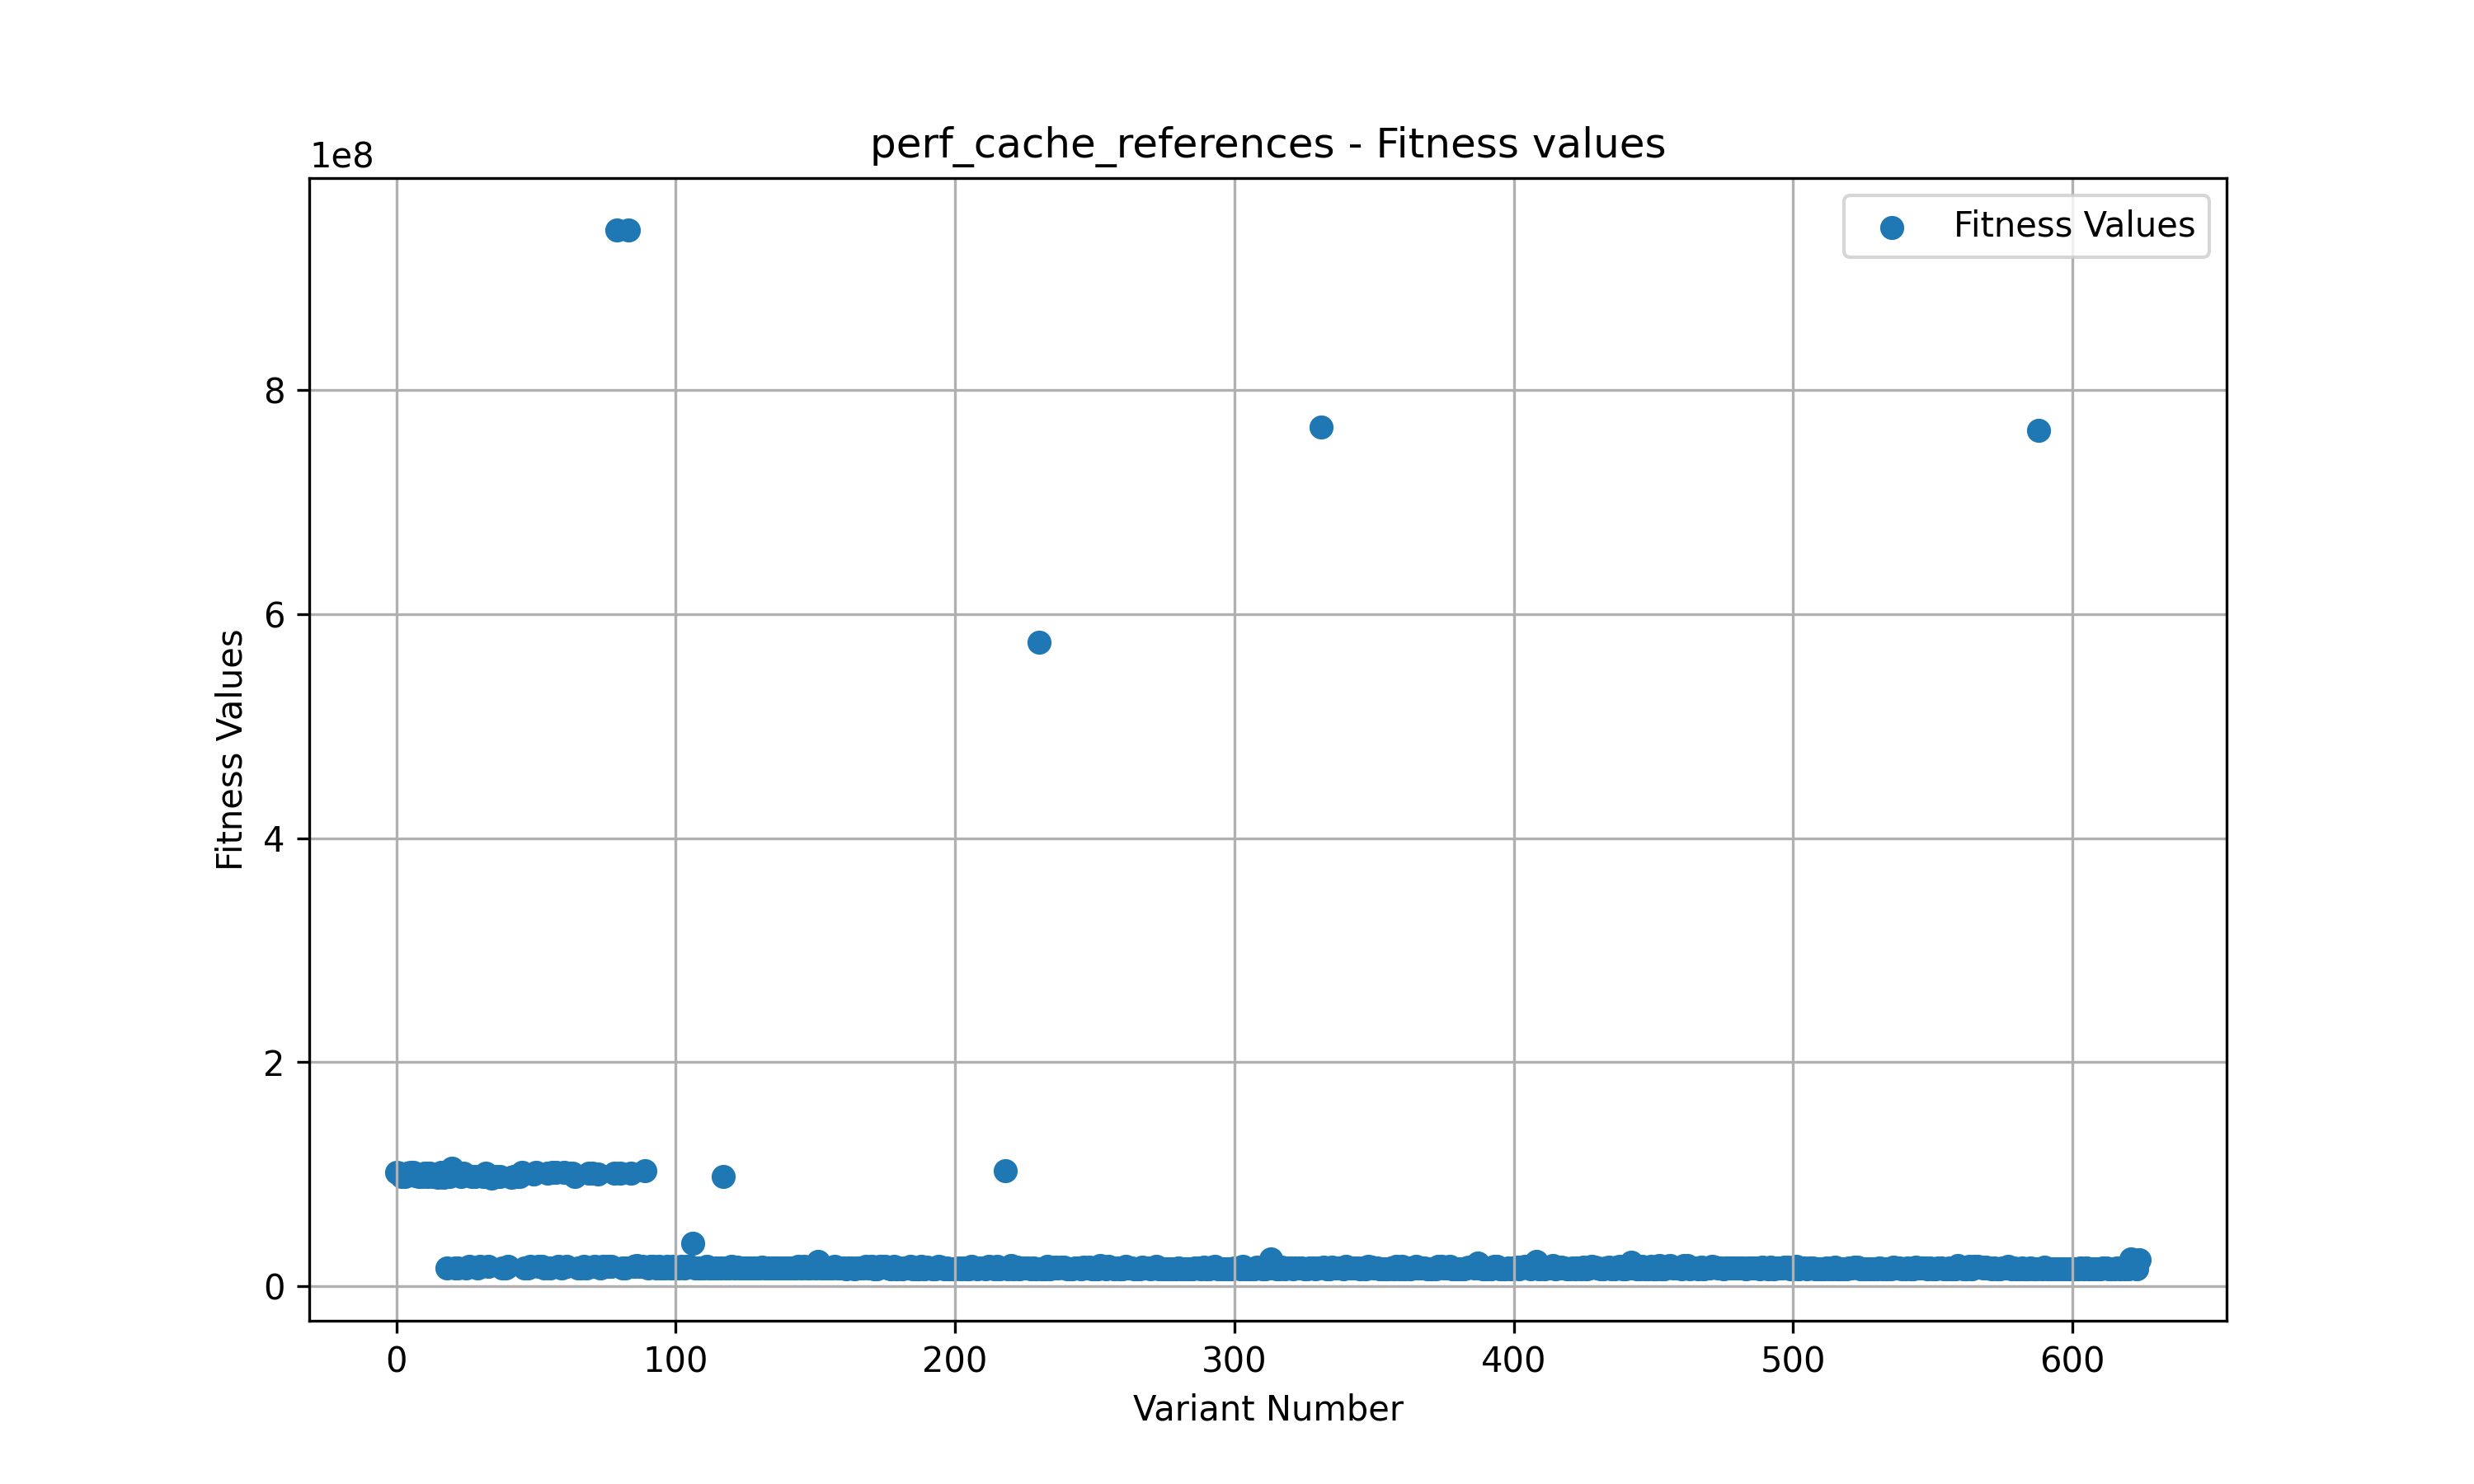 perf_cache_references - Fitness values
1e8
Fitness Values
8
6
4
2
0
Fitness Values
0 100 200 300 400 500 600
Variant Number